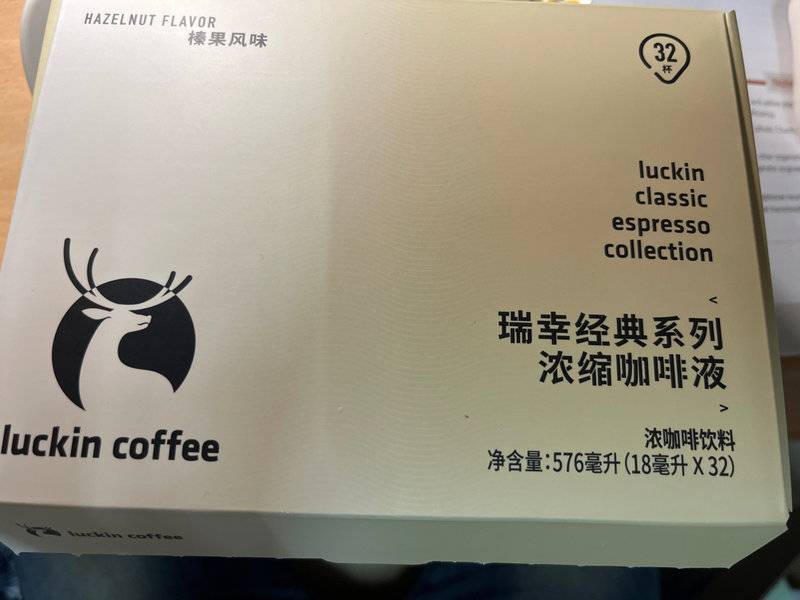 HAZELNUT FLAVOR
榛果风味
32
杯
luckin
classic
espresso
collection
<
瑞幸经典系列
浓缩咖啡液
>
浓咖啡饮料
净含量:576毫升(18毫升 X 32)
luckin coffee
luckin coffee